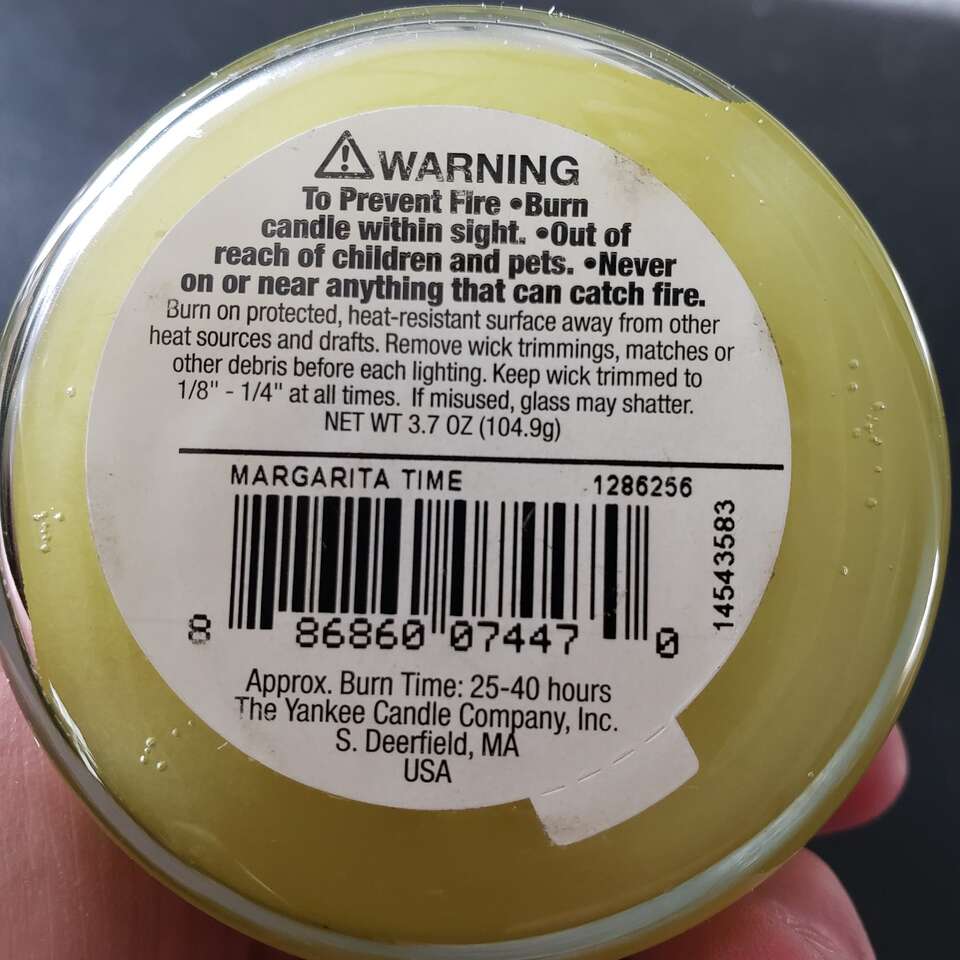 ⚠WARNING
To Prevent Fire •Burn
candle within sight. •Out of
reach of children and pets. •Never
on or near anything that can catch fire.
Burn on protected, heat-resistant surface away from other
heat sources and drafts. Remove wick trimmings, matches or
other debris before each lighting. Keep wick trimmed to
1/8" - 1/4" at all times. If misused, glass may shatter.
NET WT 3.7 OZ (104.9g)
MARGARITA TIME 1286256
14543583
8 86860 07447 0
Approx. Burn Time: 25-40 hours
The Yankee Candle Company, Inc.
S. Deerfield, MA
USA